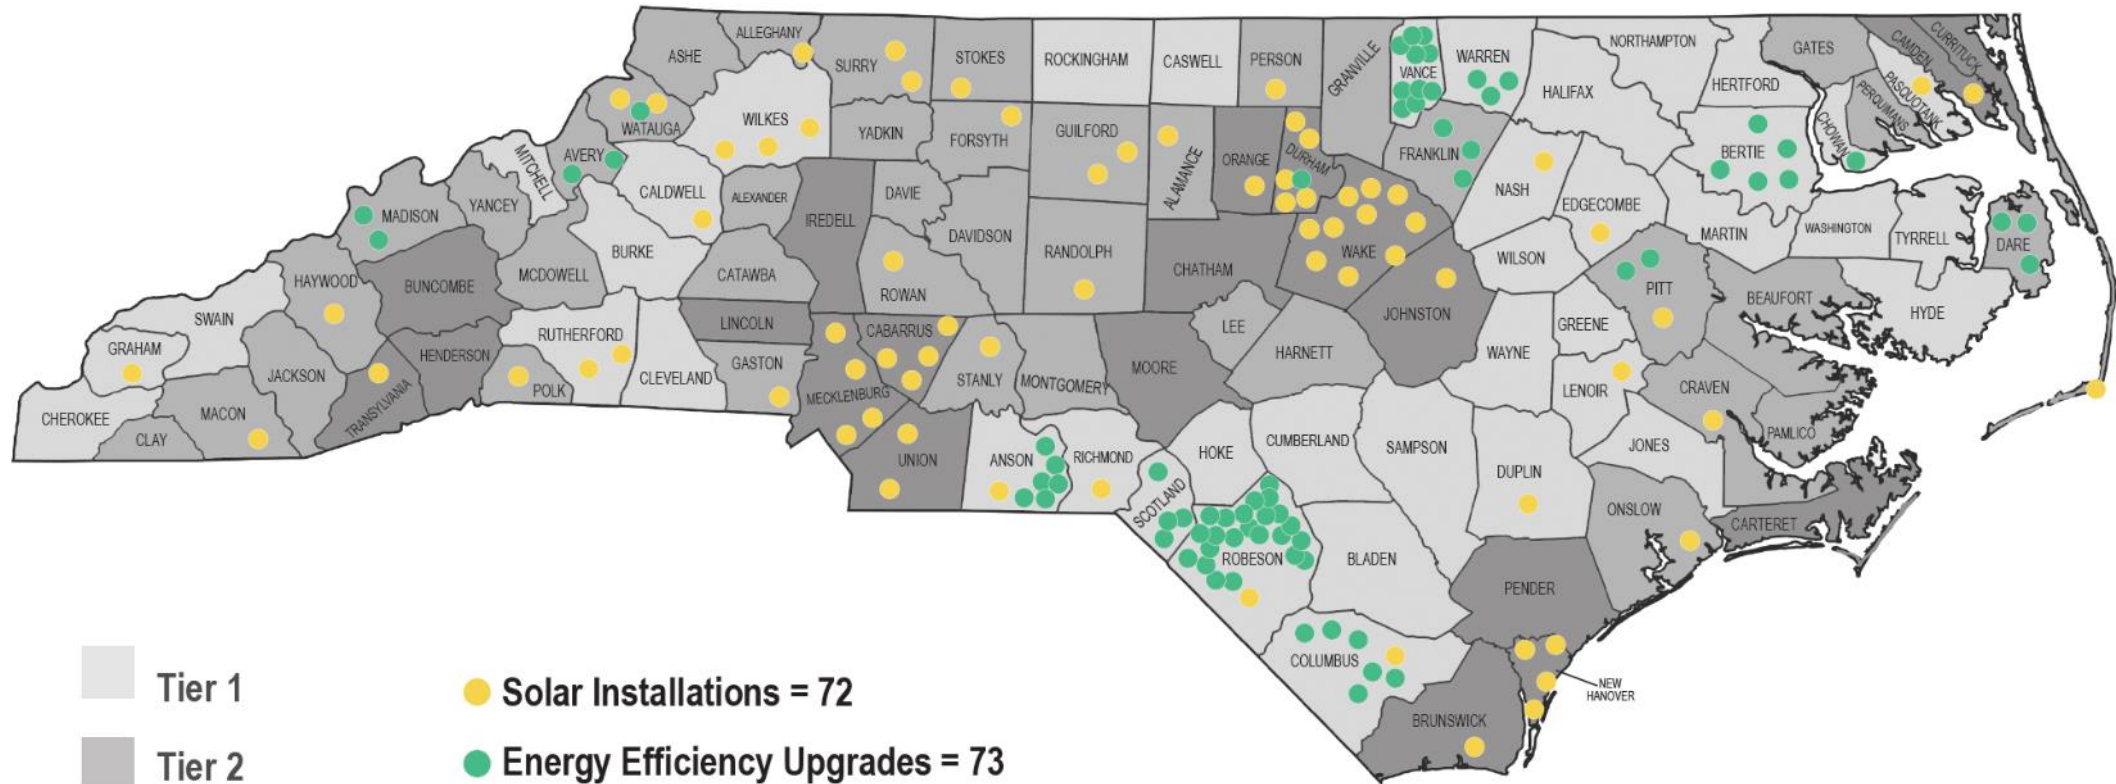 ALLEGHANY
ASHE
SURRY
STOKES
ROCKINGHAM
CASWELL
PERSON
GRANVILLE
VANCE
WARREN
NORTHAMPTON
HALIFAX
HERTFORD
GATES
CAMDEN
CURRITUCK
PASQUOTANK
PERQUIMANS
CHOWAN
WATAUGA
WILKES
YADKIN
FORSYTH
GUILFORD
ALAMANCE
ORANGE
DURHAM
FRANKLIN
NASH
EDGECOMBE
BERTIE
MITCHELL
AVERY
CALDWELL
ALEXANDER
IREDELL
DAVIE
DAVIDSON
RANDOLPH
CHATHAM
WAKE
WILSON
MARTIN
WASHINGTON
TYRRELL
DARE
MADISON
YANCEY
BURKE
MCDOWELL
CATAWBA
ROWAN
HAYWOOD
BUNCOMBE
SWAIN
GRAHAM
RUTHERFORD
LINCOLN
CABARRUS
LEE
HARNETT
JOHNSTON
WAYNE
GREENE
PITT
BEAUFORT
HYDE
CHEROKEE
CLAY
MACON
JACKSON
TRANSYLVANIA
HENDERSON
POLK
CLEVELAND
GASTON
MECKLENBURG
STANLY
MONTGOMERY
MOORE
LENOIR
CRAVEN
PAMLICO
JONES
UNION
ANSON
RICHMOND
SCOTLAND
HOKE
CUMBERLAND
SAMPSON
DUPLIN
ONSLOW
CARTERET
ROBESON
BLADEN
PENDER
COLUMBUS
BRUNSWICK
NEW
HANOVER
Tier 1
Tier 2
Solar Installations = 72
Energy Efficiency Upgrades = 73